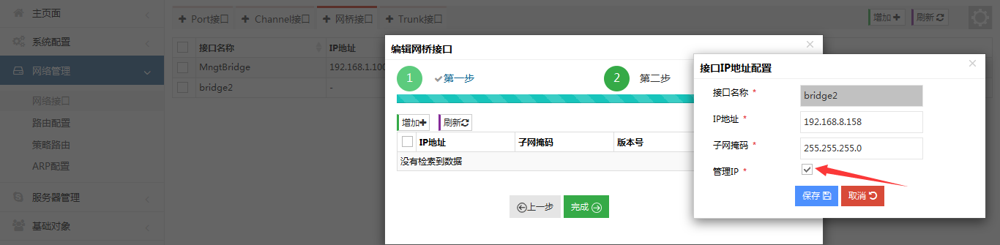 主页面
系统配置
网络管理
网络接口
路由配置
策略路由
ARP配置
服务器管理
基础对象
Port接口 Channel接口 网桥接口 Trunk接口
增加 刷新
接口名称 IP地址
MngtBridge 192.168.1.100
bridge2 -
编辑网桥接口
1 第一步 2 第二步
增加 刷新
IP地址 子网掩码 版本号
没有检索到数据
上一步 完成
接口IP地址配置
接口名称 * bridge2
IP地址 * 192.168.8.158
子网掩码 * 255.255.255.0
管理IP *
保存 取消